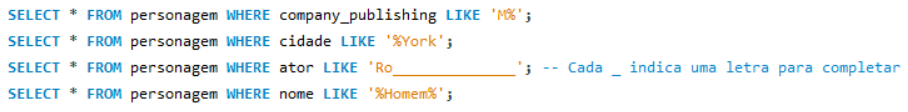 SELECT * FROM personagem WHERE company_publishing LIKE 'M%';
SELECT * FROM personagem WHERE cidade LIKE '%York';
SELECT * FROM personagem WHERE ator LIKE 'Ro______________'; -- Cada _ indica uma letra para completar
SELECT * FROM personagem WHERE nome LIKE '%Homem%';